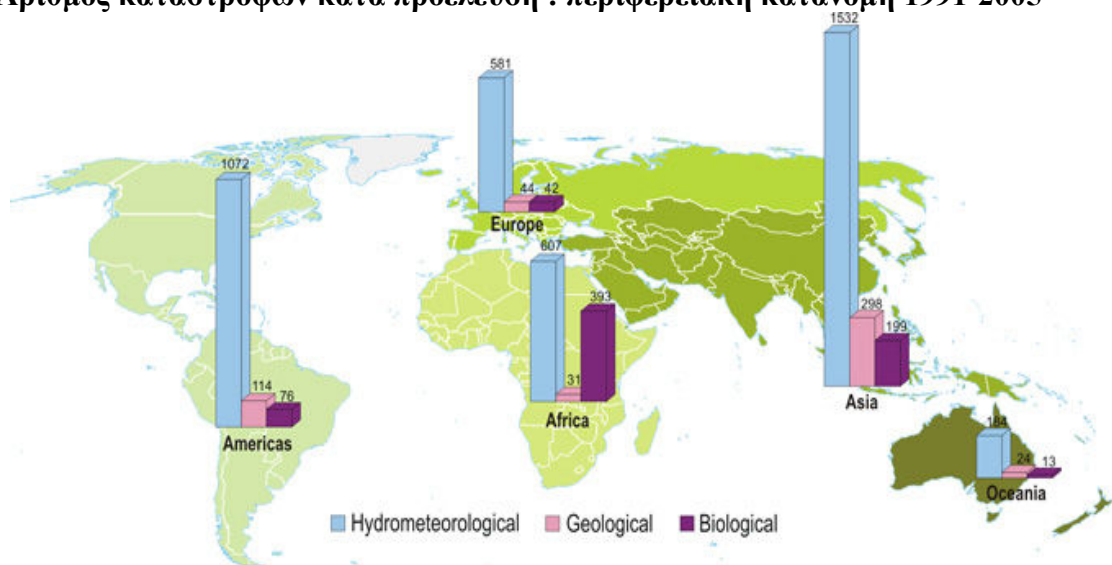 Αριθμός καταστροφών κατά προέλευση : περιφερειακή κατανομή 1991-2005
1532
581
1072
44 42
Europe
607
393
298
199
31
114
76
Asia
Africa
184
Americas
24 13
Oceania
Hydrometeorological Geological Biological